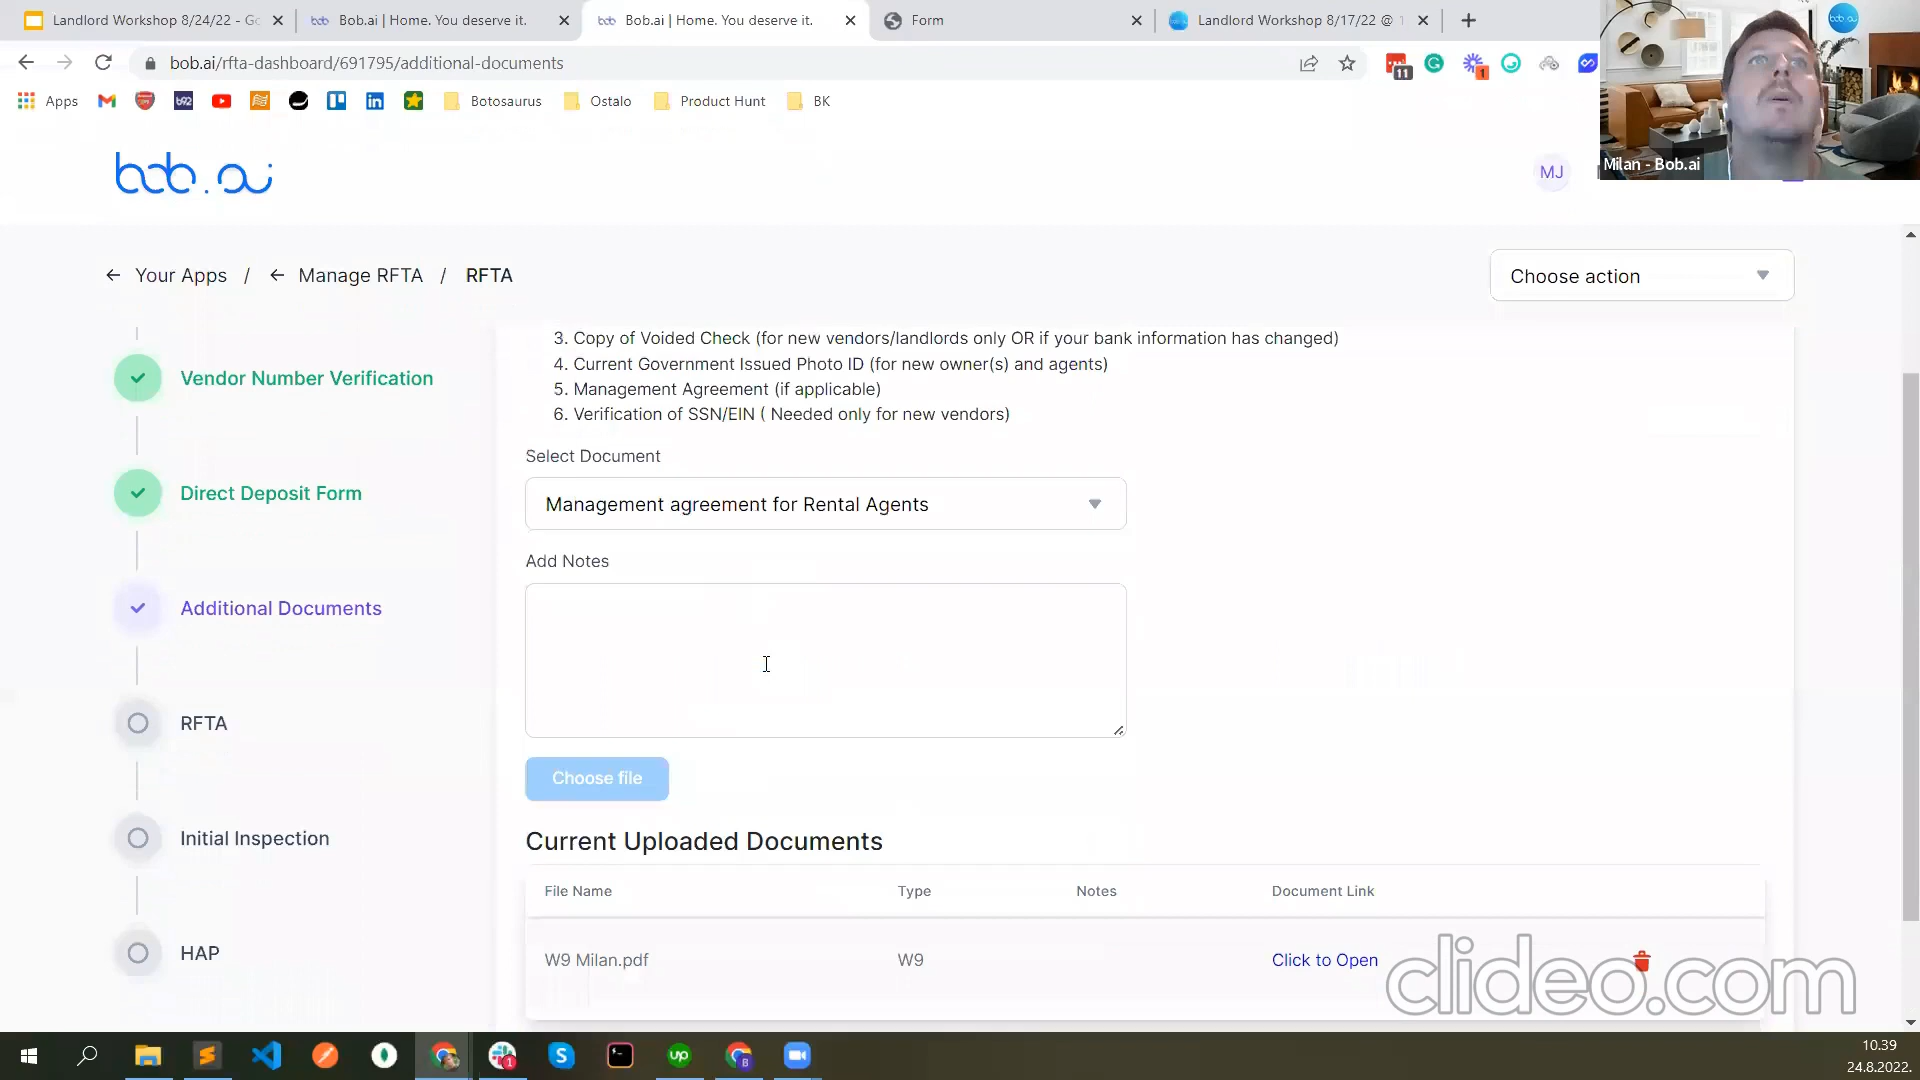 Landlord Workshop 8/24/22 - Go
Bob.ai | Home. You deserve it.
Bob.ai | Home. You deserve it.
Form
Landlord Workshop 8/17/22 @ 1
bob.ai/rfta-dashboard/691795/additional-documents
11
1
Apps
b92
Botosaurus
Ostalo
Product Hunt
BK
bob.ai
Milan - Bob.ai
bob.ai
MJ
Your Apps / Manage RFTA / RFTA
Choose action
Vendor Number Verification
Direct Deposit Form
Additional Documents
RFTA
Initial Inspection
HAP
3. Copy of Voided Check (for new vendors/landlords only OR if your bank information has changed)
4. Current Government Issued Photo ID (for new owner(s) and agents)
5. Management Agreement (if applicable)
6. Verification of SSN/EIN ( Needed only for new vendors)
Select Document
Management agreement for Rental Agents
Add Notes
Choose file
Current Uploaded Documents
File Name Type Notes Document Link
W9 Milan.pdf W9 Click to Open
clideo.com
up
10.39
24.8.2022.